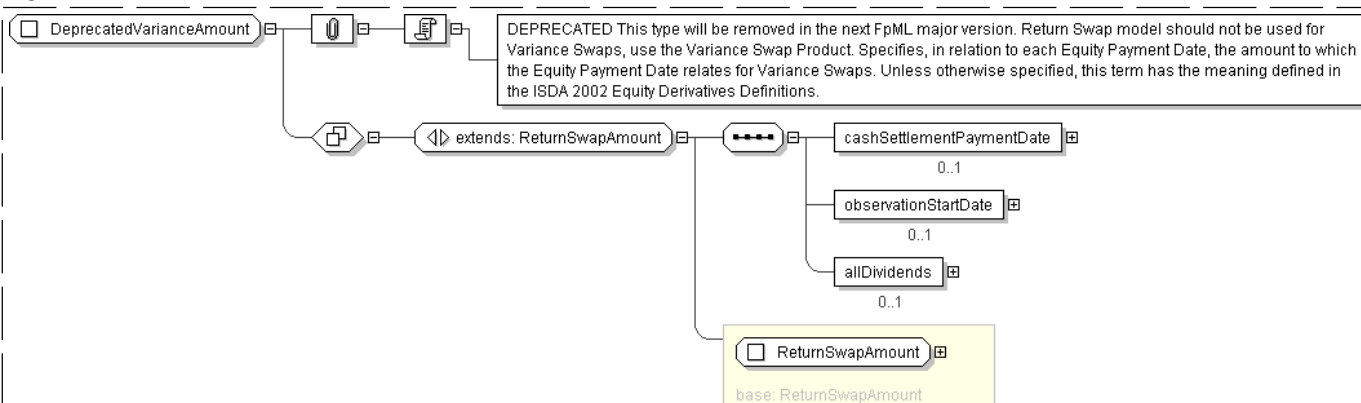 DeprecatedVarianceAmount
DEPRECATED This type will be removed in the next FpML major version. Return Swap model should not be used for
Variance Swaps, use the Variance Swap Product. Specifies, in relation to each Equity Payment Date, the amount to which
the Equity Payment Date relates for Variance Swaps. Unless otherwise specified, this term has the meaning defined in
the ISDA 2002 Equity Derivatives Definitions.
extends: ReturnSwapAmount
cashSettlementPaymentDate
0..1
observationStartDate
0..1
allDividends
0..1
ReturnSwapAmount
base: ReturnSwapAmount